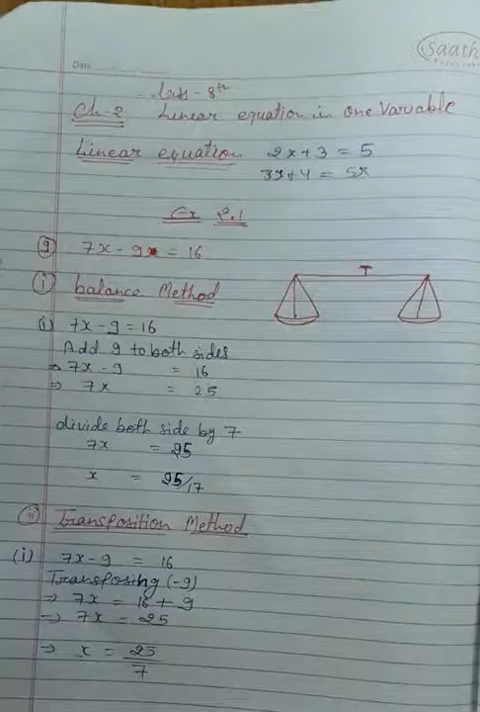 Saath
Date
Class - 8th
Ch-2 Linear equation in one Variable
Linear equation 2x+3 = 5
3x+4 = 5x
Ex 2.1
Q 7x - 9x = 16
(i) balance Method
T
(i) 7x - 9 = 16
Add 9 to both sides
⇒ 7x - 9 = 16
⇒ 7x = 25
divide both side by 7
7x = 25
x = 25/17
(ii) Transposition Method
(i) 7x - 9 = 16
Transposing (-9)
⇒ 7x = 16 + 9
⇒ 7x = 25
⇒ x = 25/7